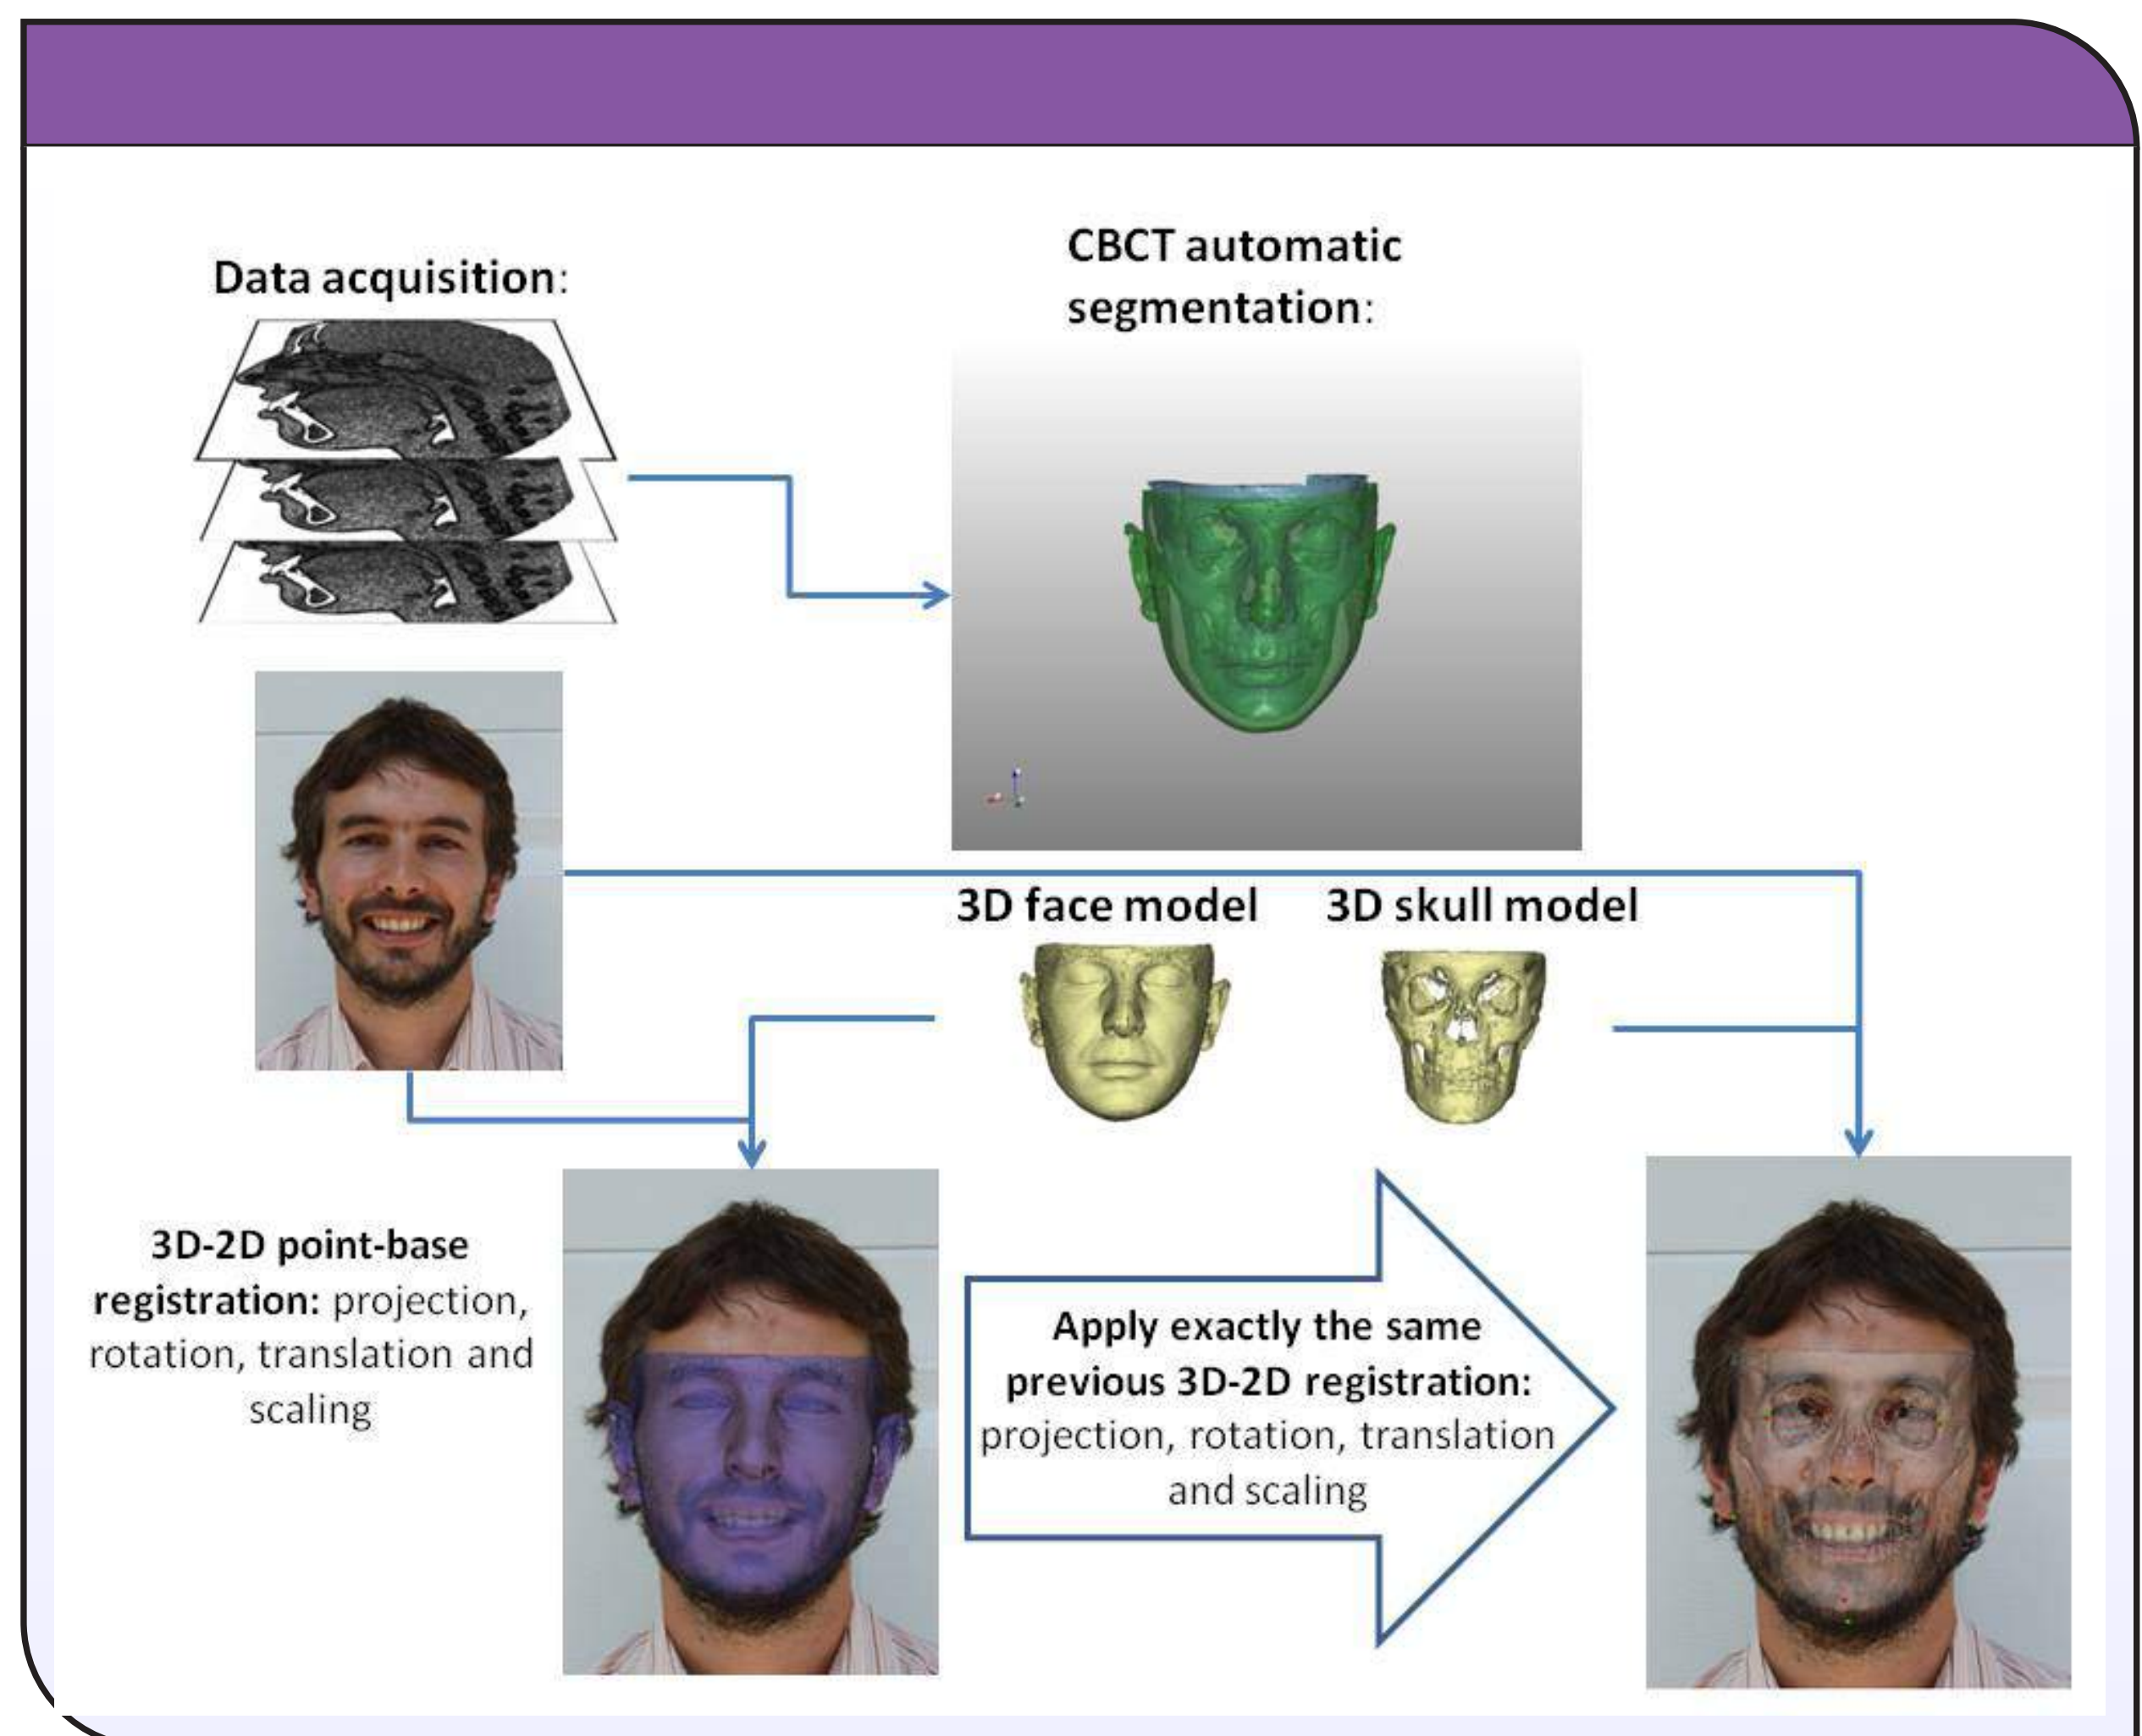 Data acquisition:
CBCT automatic
segmentation:
3D face model
3D skull model
3D-2D point-base
registration: projection,
rotation, translation and
scaling
Apply exactly the same
previous 3D-2D registration:
projection, rotation, translation
and scaling